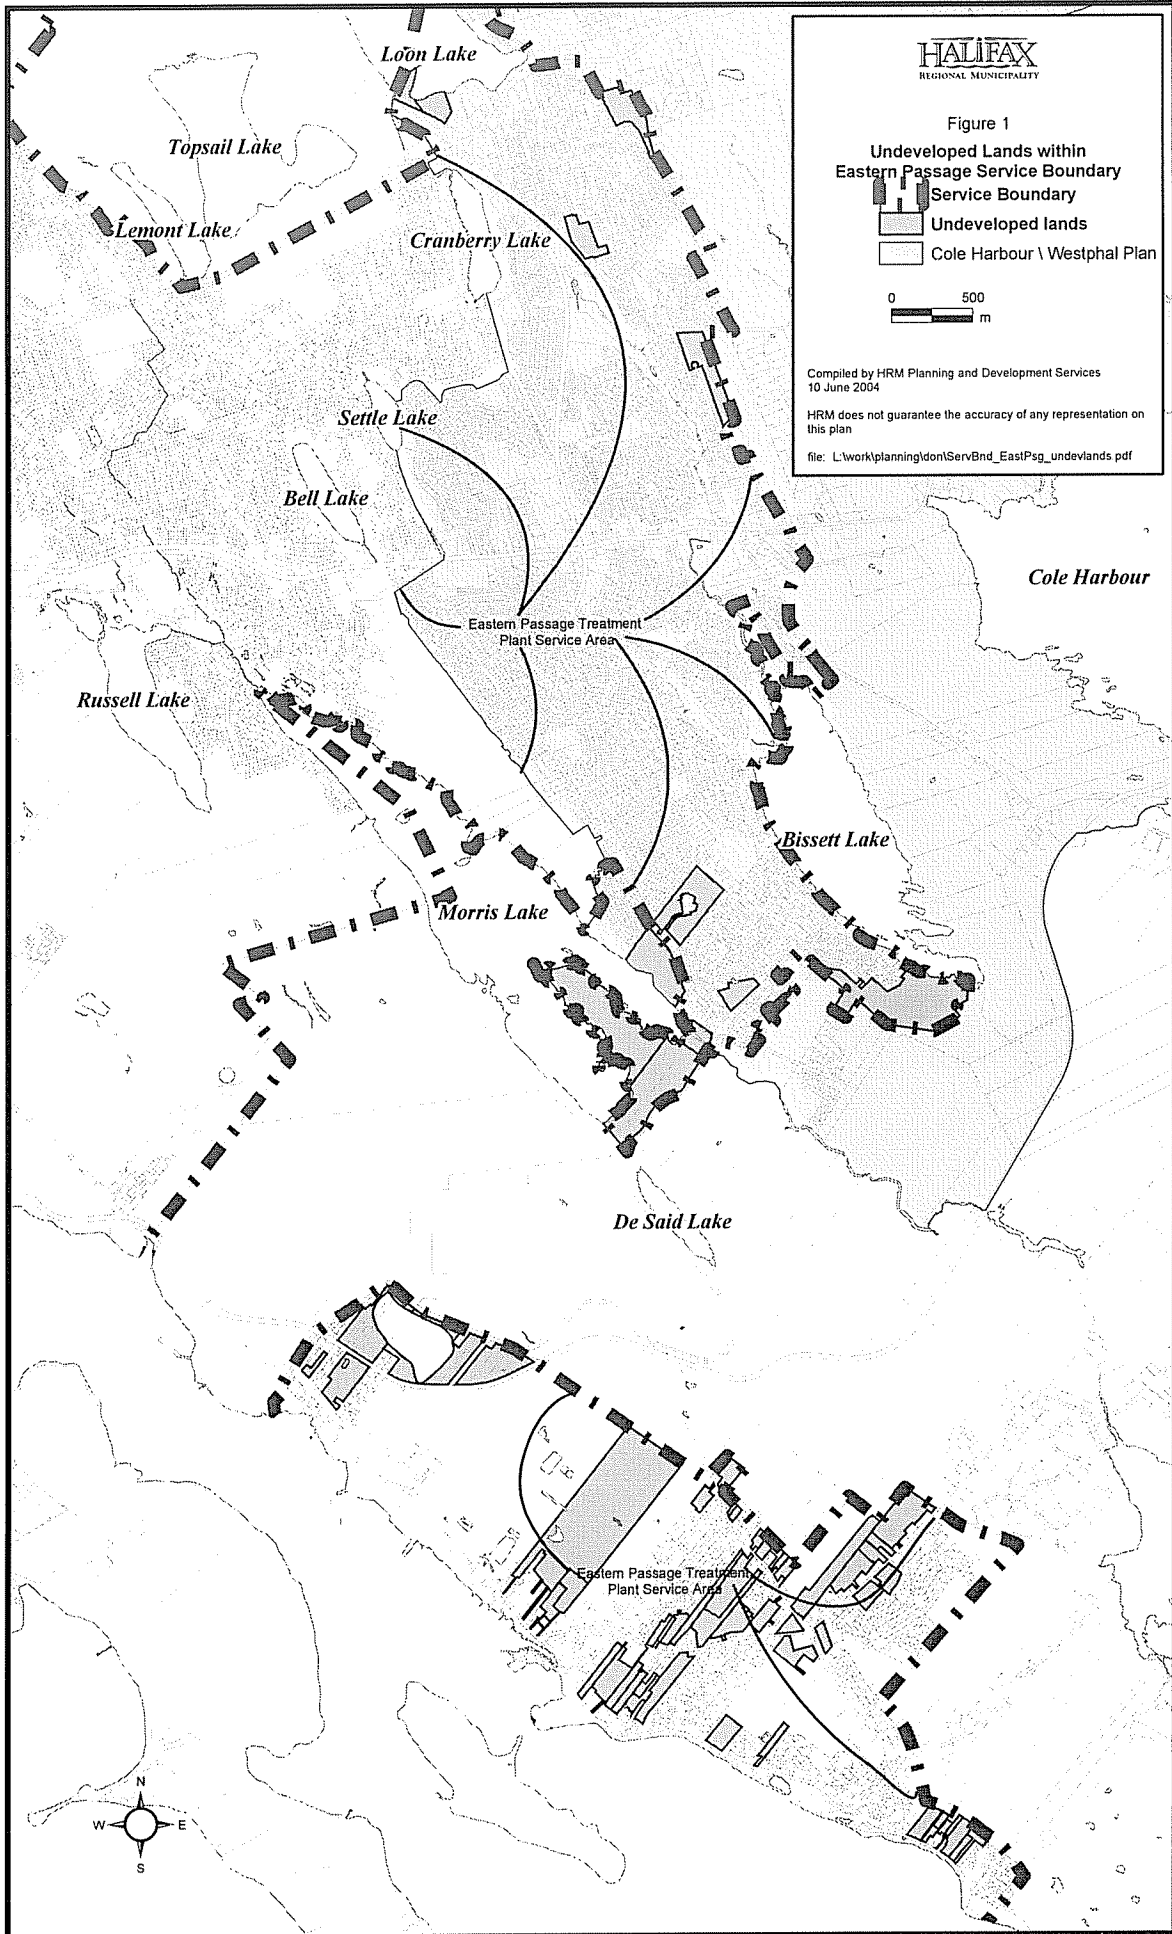 HALIFAX
REGIONAL MUNICIPALITY
Figure 1
Undeveloped Lands within
Eastern Passage Service Boundary
Service Boundary
Undeveloped lands
Cole Harbour \ Westphal Plan
0 500
m
Compiled by HRM Planning and Development Services
10 June 2004
HRM does not guarantee the accuracy of any representation on
this plan
file: L:\work\planning\don\ServBnd_EastPsg_undevlands pdf
Loon Lake
Topsail Lake
Lemont Lake
Cranberry Lake
Settle Lake
Bell Lake
Cole Harbour
Eastern Passage Treatment
Plant Service Area
Russell Lake
Bissett Lake
Morris Lake
De Said Lake
Eastern Passage Treatment
Plant Service Area
N
W E
S